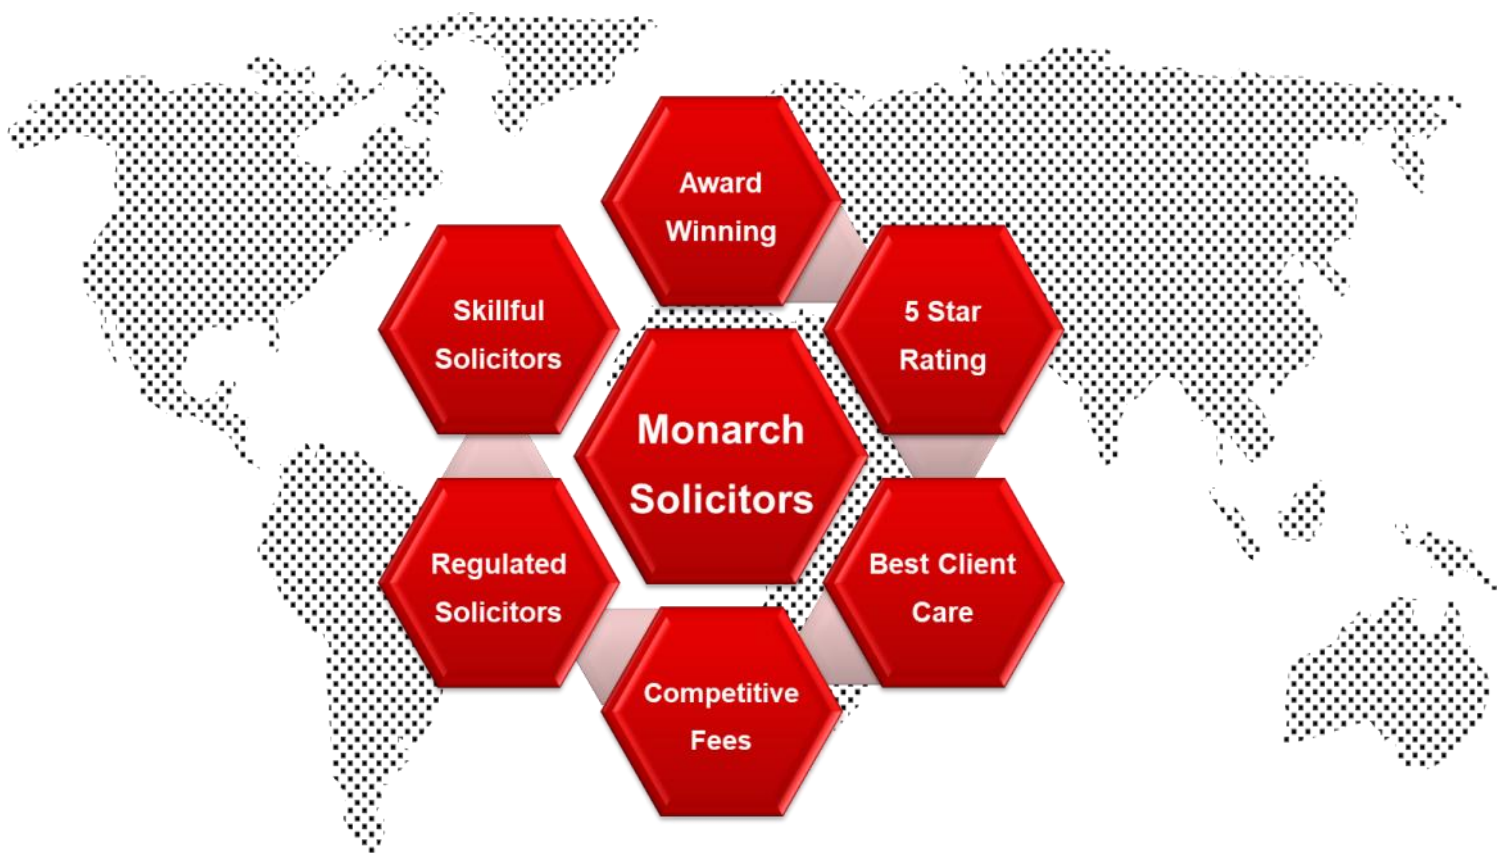 Award
Winning
Skillful
Solicitors
5 Star
Rating
Monarch
Solicitors
Regulated
Solicitors
Best Client
Care
Competitive
Fees